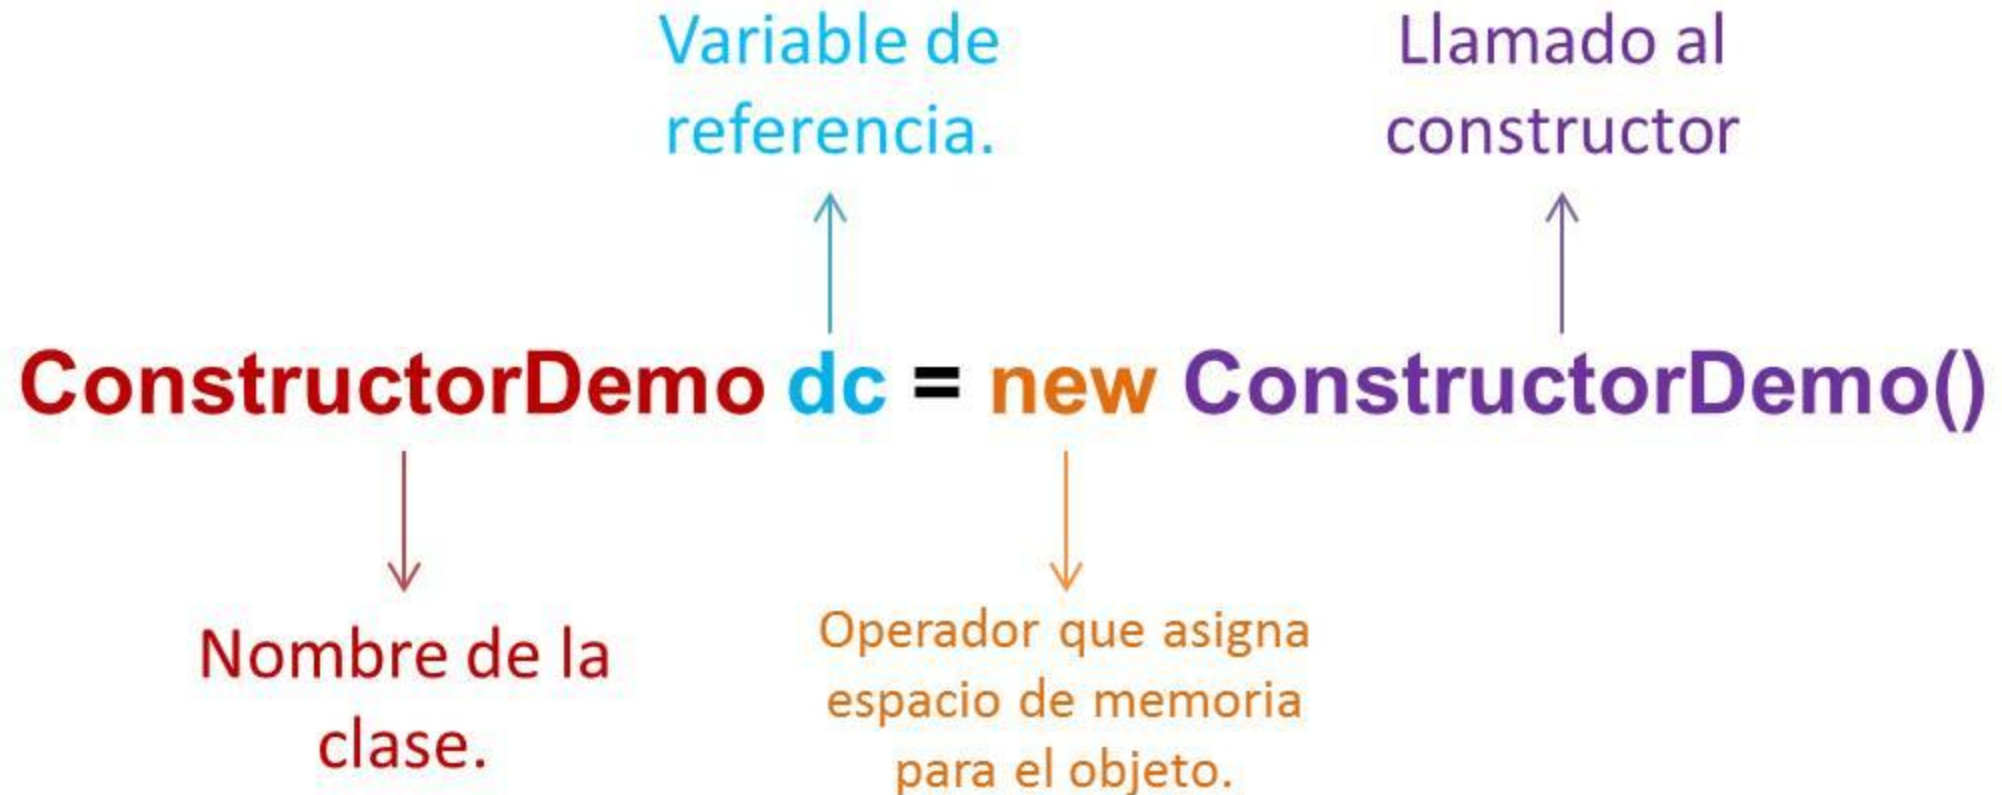 Variable de
referencia.
Llamado al
constructor
ConstructorDemo dc = new ConstructorDemo()
Nombre de la
clase.
Operador que asigna
espacio de memoria
para el objeto.